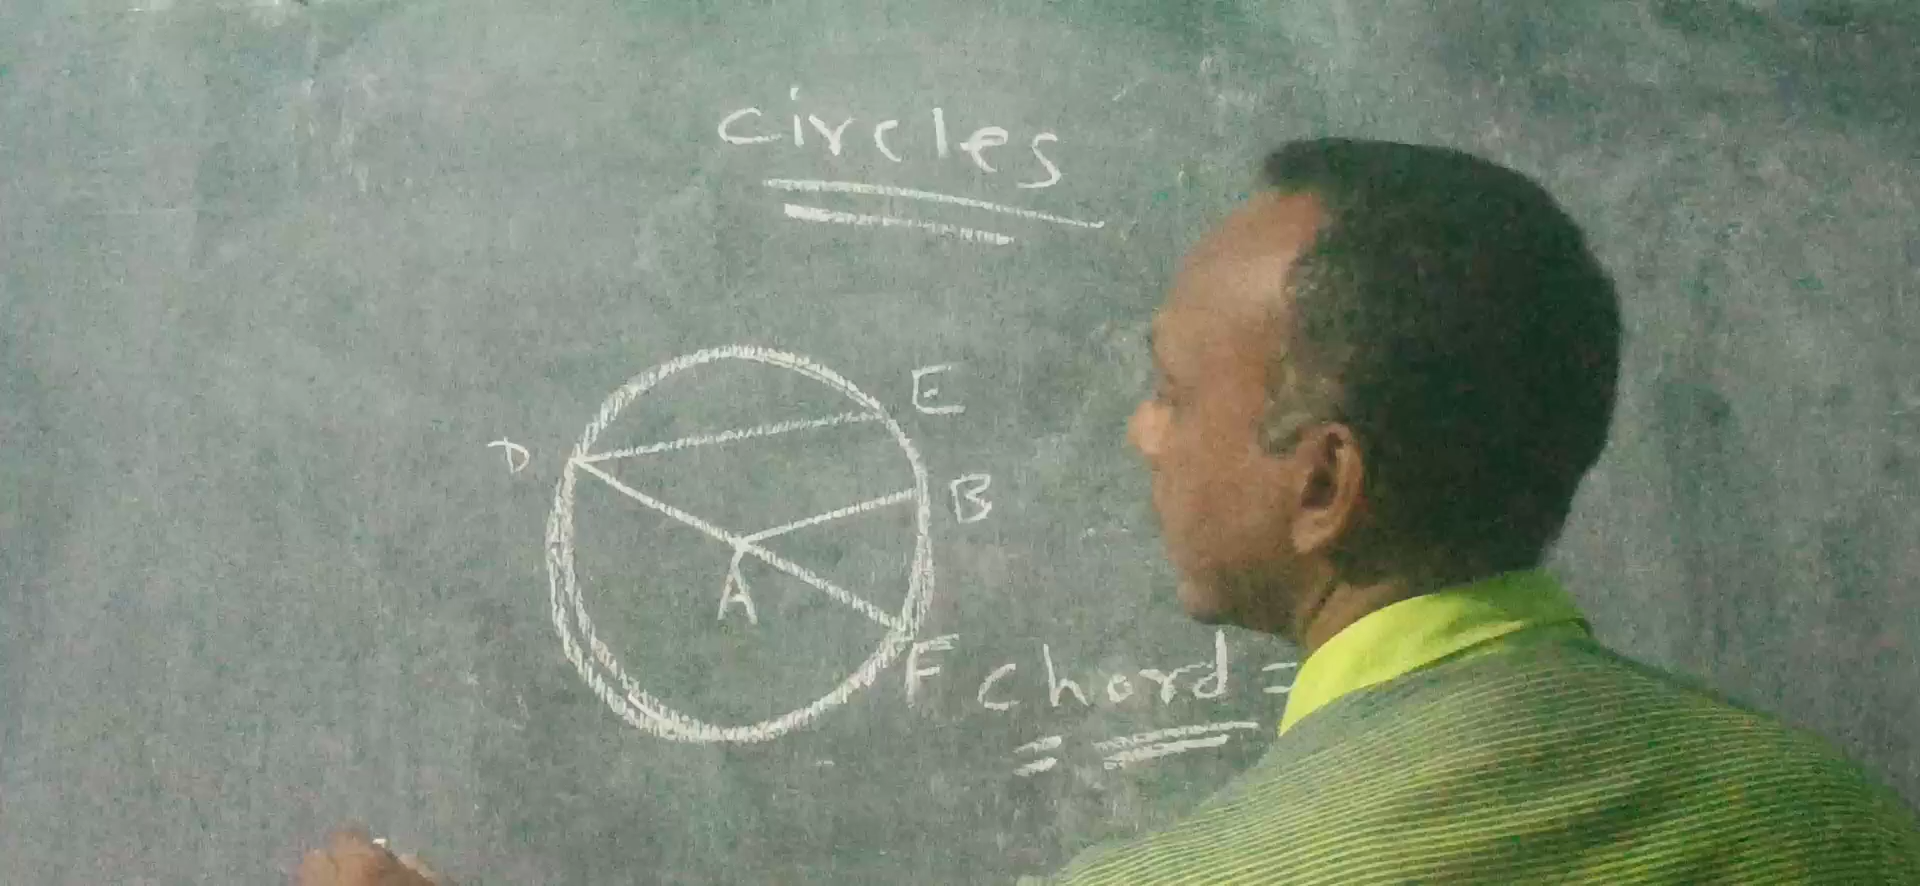 circles
E
D
B
A
F chord =